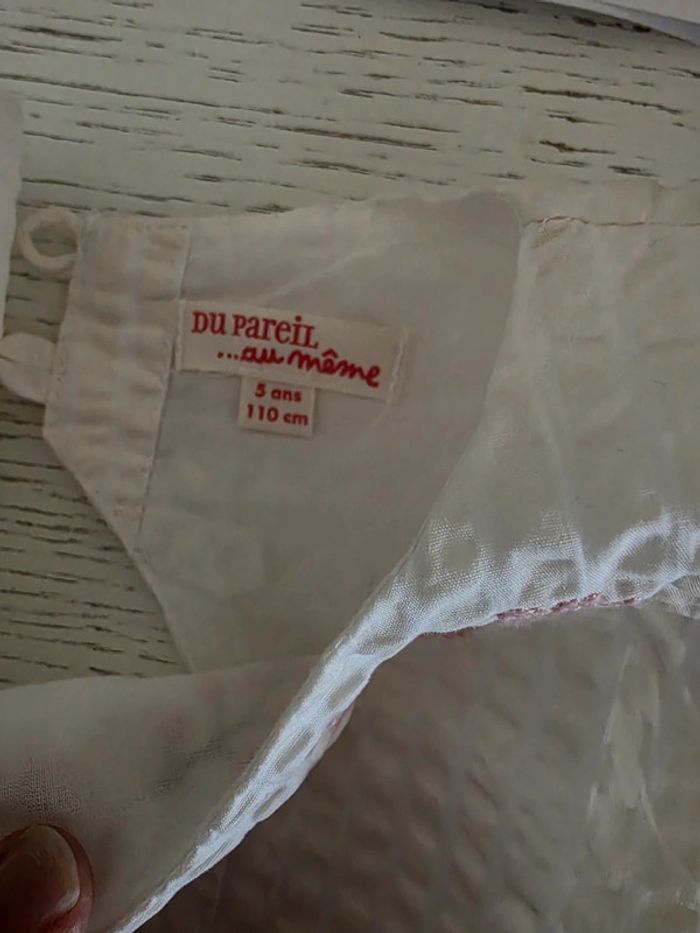 DU PAREIL
...au même
5 ans
110 cm